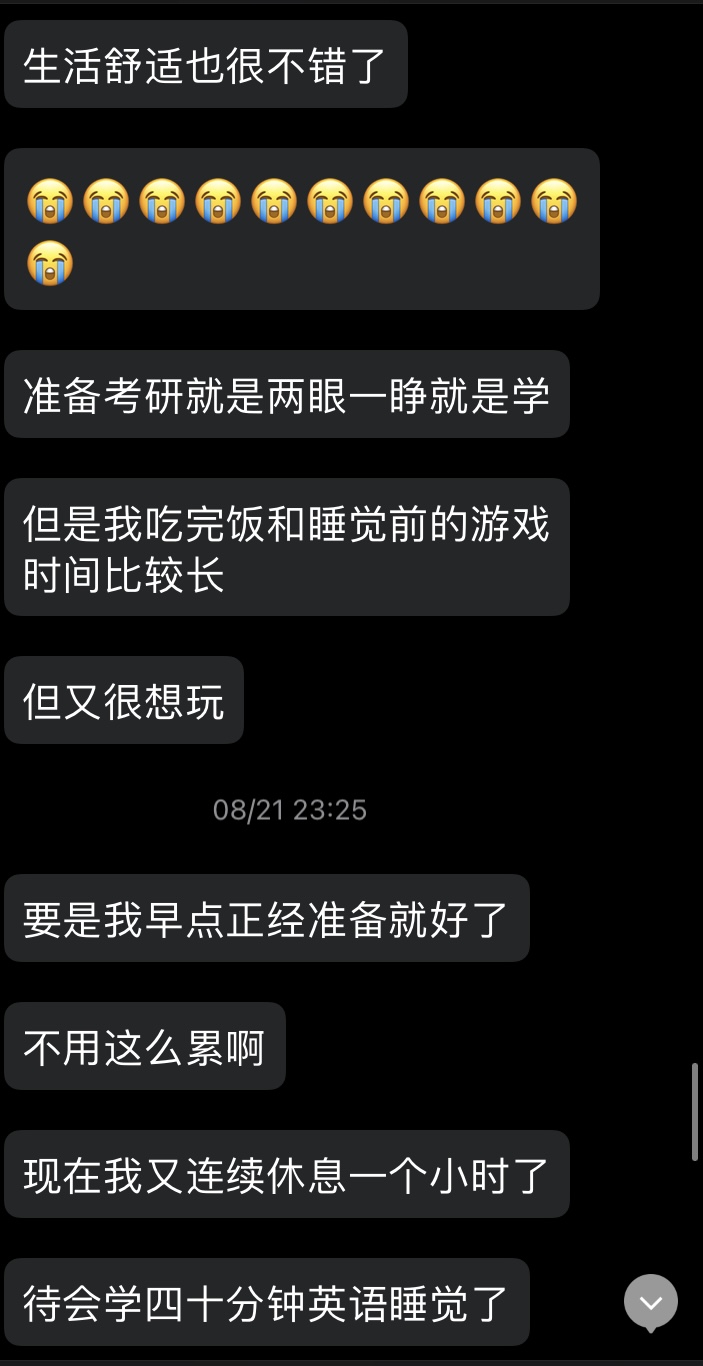 生活舒适也很不错了
😭😭😭😭😭😭😭😭😭😭
😭
准备考研就是两眼一睁就是学
但是我吃完饭和睡觉前的游戏
时间比较长
但又很想玩
08/21 23:25
要是我早点正经准备就好了
不用这么累啊
现在我又连续休息一个小时了
待会学四十分钟英语睡觉了